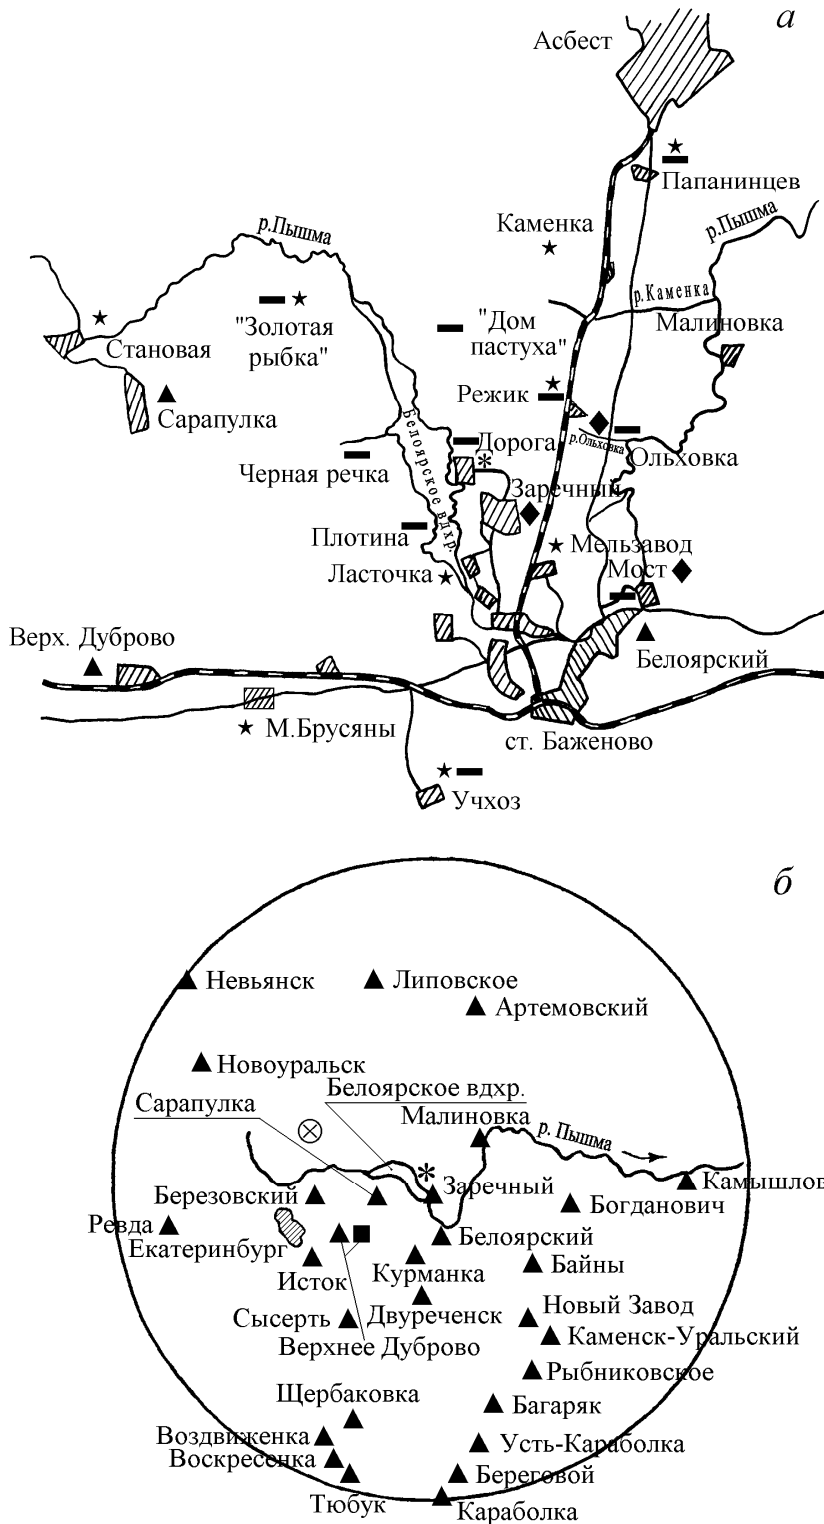 а
Асбест
Папанинцев
р.Пышма
р.Пышма
Каменка
р.Каменка
"Золотая
рыбка"
"Дом
пастуха"
Малиновка
Становая
Режик
Сарапулка
Белоярское вдхр.
Дорога
р.Ольховка
Ольховка
Черная речка
*
Заречный
Плотина
Мельзавод
Ласточка
Мост
Верх. Дуброво
Белоярский
М.Брусяны
ст. Баженово
Учхоз
б
Невьянск
Липовское
Артемовский
Новоуральск
Белоярское вдхр.
Сарапулка
Малиновка
р. Пышма
*
Камышлов
Березовский
Заречный
Богданович
Ревда
Екатеринбург
Белоярский
Исток
Курманка
Байны
Сысерть
Двуреченск
Новый Завод
Верхнее Дуброво
Каменск-Уральский
Рыбниковское
Щербаковка
Багаряк
Воздвиженка
Усть-Караболка
Воскресенка
Тюбук
Береговой
Караболка